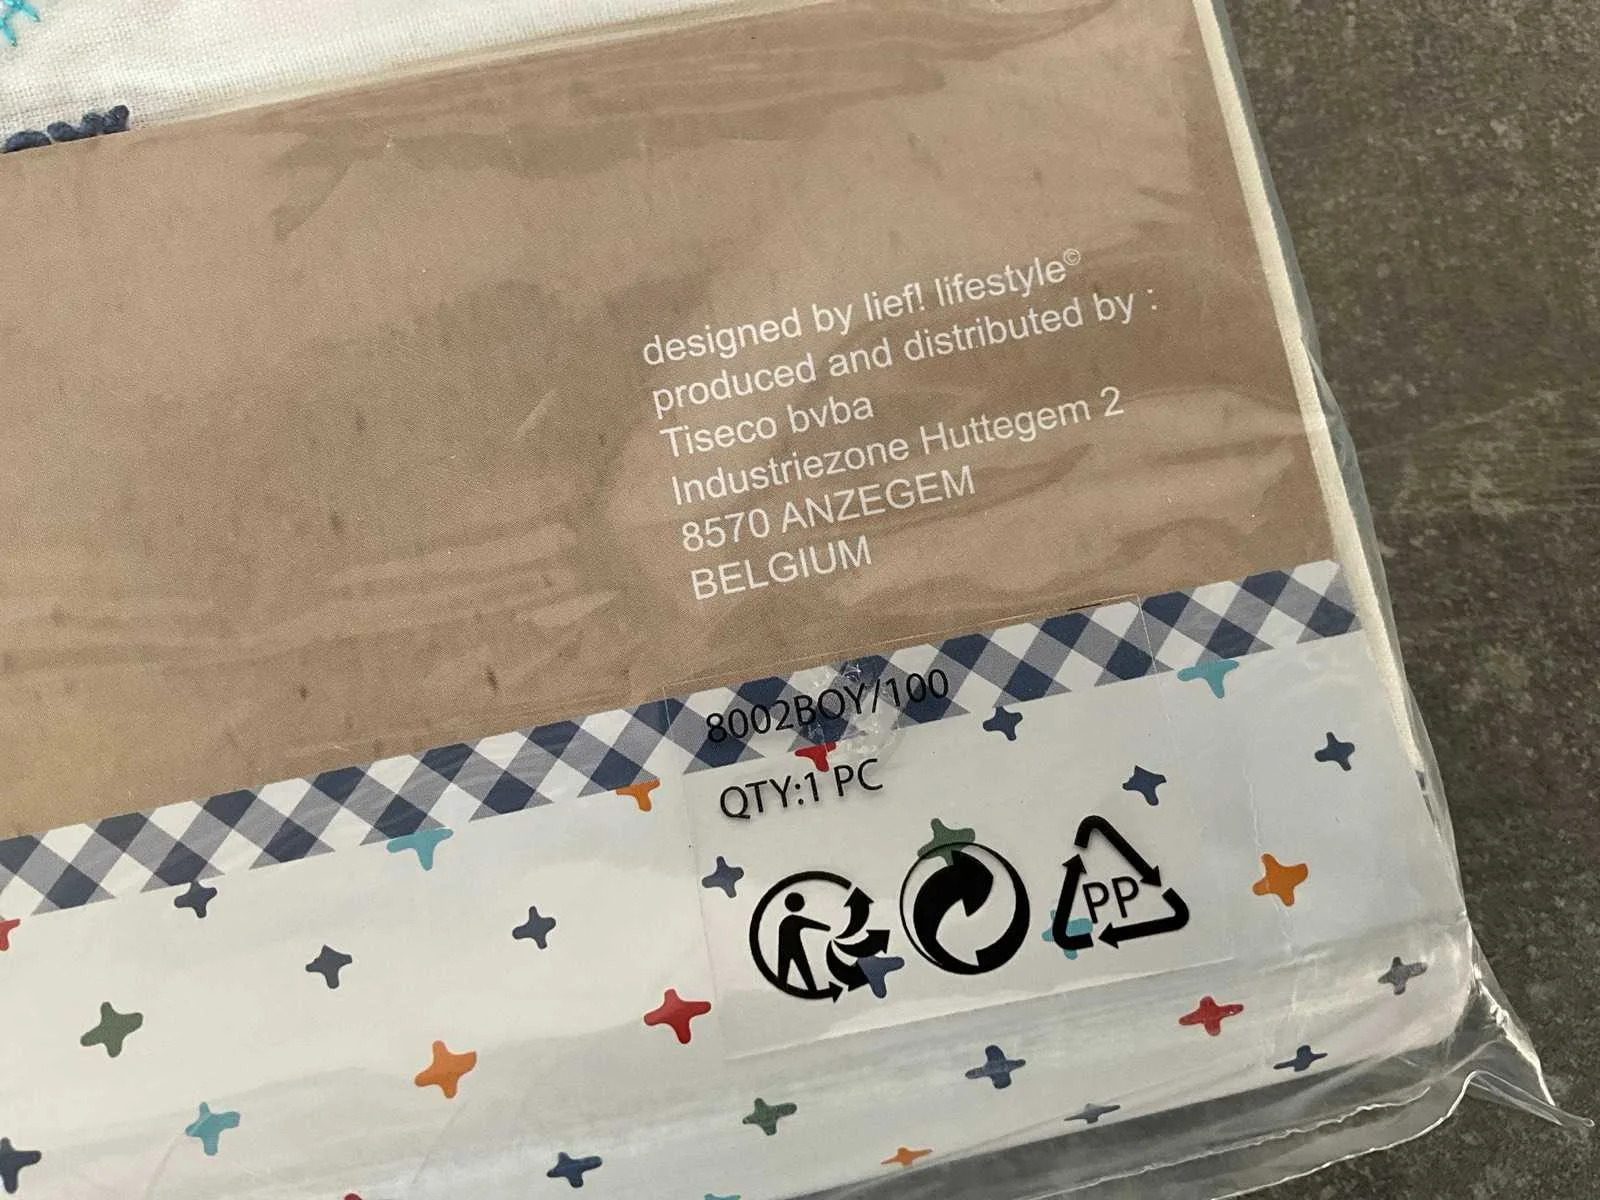 designed by lief! lifestyle©
produced and distributed by :
Tiseco bvba
Industriezone Huttegem 2
8570 ANZEGEM
BELGIUM
8002BOY/100
QTY:1 PC
PP